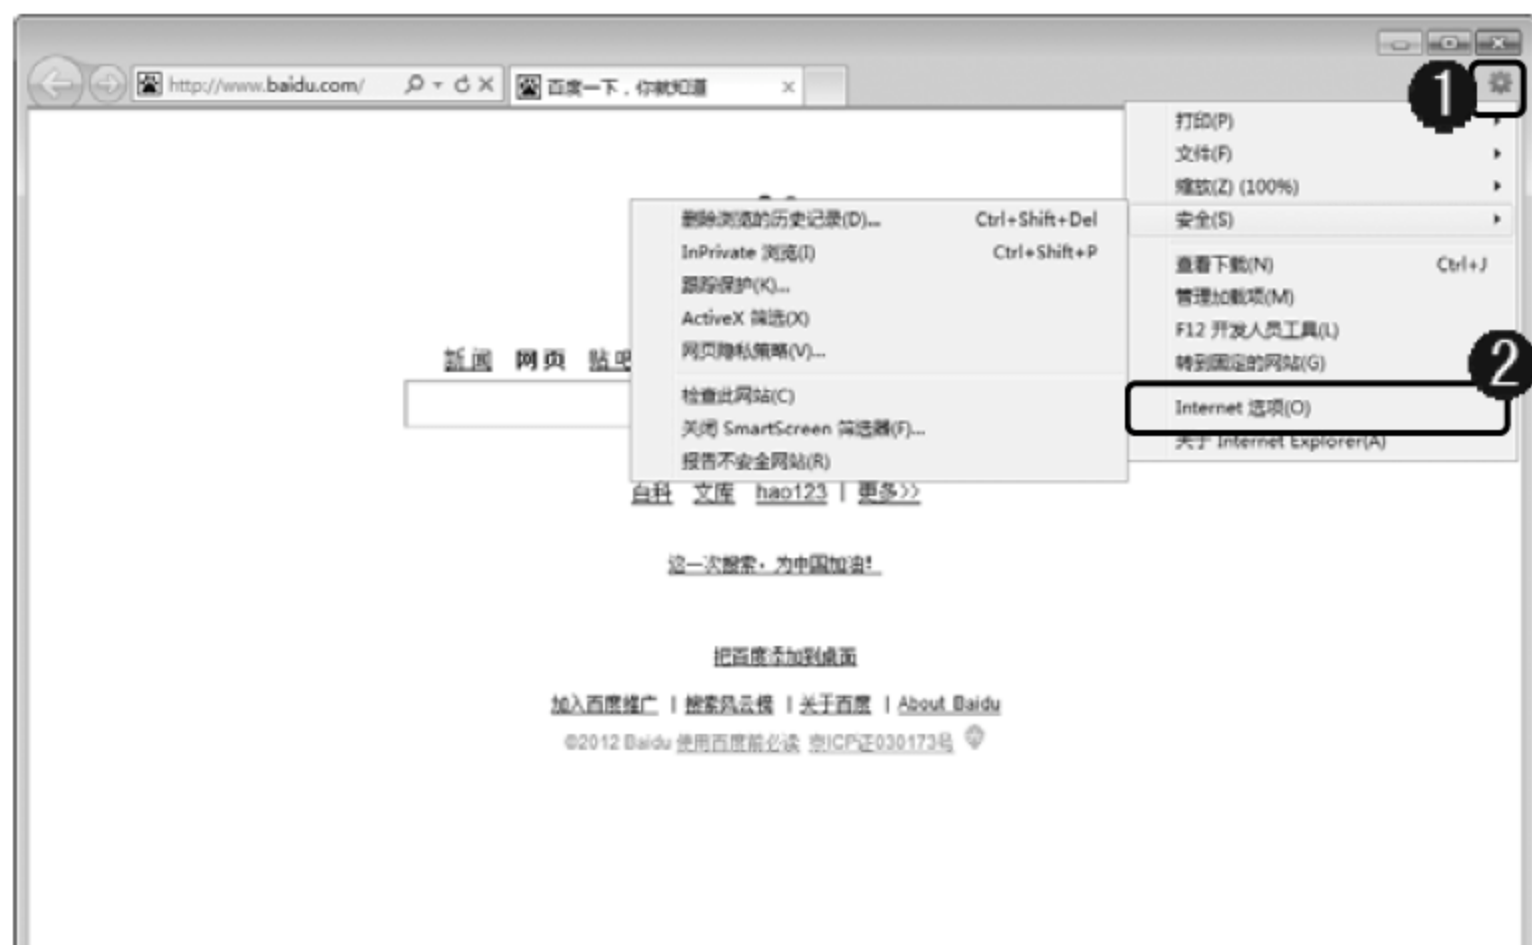 http://www.baidu.com/
百度一下，你就知道
1
打印(P)
文件(F)
缩放(Z) (100%)
安全(S)
查看下载(N) Ctrl+J
管理加载项(M)
F12 开发人员工具(L)
转到固定的网站(G)
2
Internet 选项(O)
关于 Internet Explorer(A)
删除浏览的历史记录(D)... Ctrl+Shift+Del
InPrivate 浏览(I) Ctrl+Shift+P
跟踪保护(K)...
ActiveX 筛选(X)
网页隐私策略(V)...
检查此网站(C)
关闭 SmartScreen 筛选器(F)...
报告不安全网站(R)
新闻 网页 贴吧
百科 文库 hao123 | 更多>>
这一次搜索，为中国加油！
把百度添加到桌面
加入百度推广 | 搜索风云榜 | 关于百度 | About Baidu
©2012 Baidu 使用百度前必读 京ICP证030173号